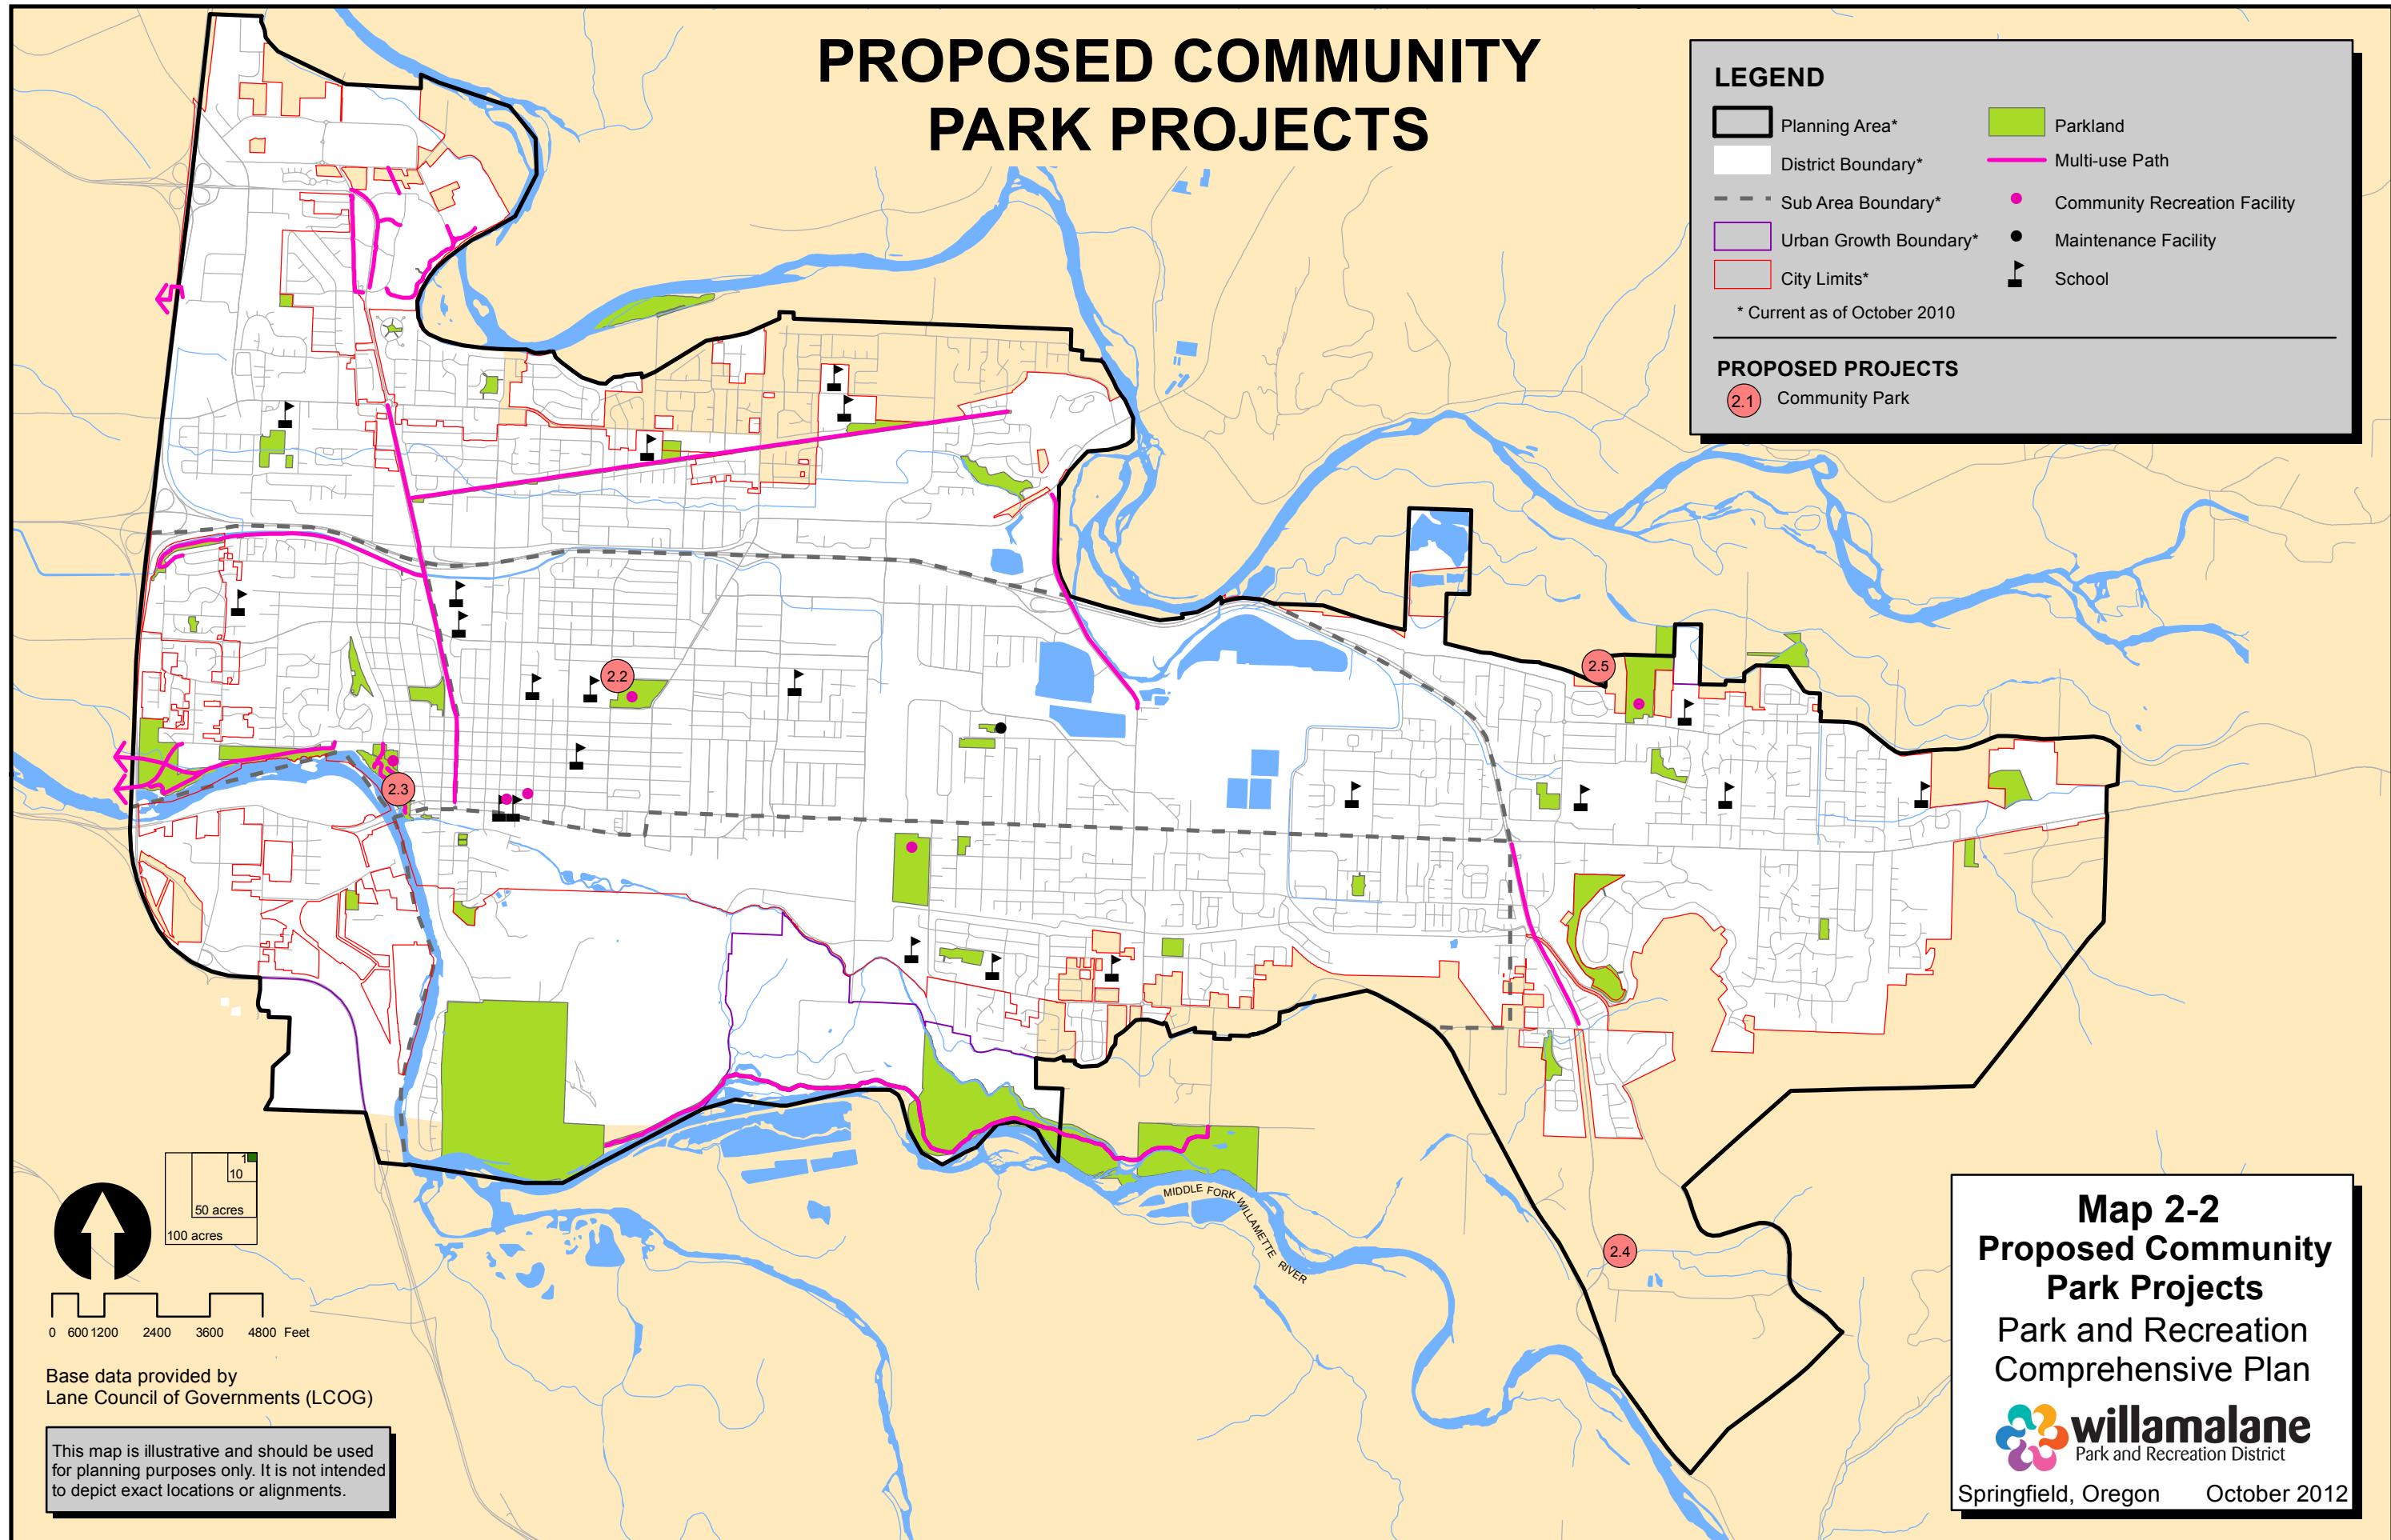 PROPOSED COMMUNITY
PARK PROJECTS
LEGEND
Planning Area*
District Boundary*
Sub Area Boundary*
Urban Growth Boundary*
City Limits*
* Current as of October 2010
Parkland
Multi-use Path
Community Recreation Facility
Maintenance Facility
School
PROPOSED PROJECTS
2.1 Community Park
2.2
2.5
2.3
2.4
MIDDLE FORK WILLAMETTE RIVER
1
10
50 acres
100 acres
0 600 1200 2400 3600 4800 Feet
Base data provided by
Lane Council of Governments (LCOG)
This map is illustrative and should be used
for planning purposes only. It is not intended
to depict exact locations or alignments.
Map 2-2
Proposed Community
Park Projects
Park and Recreation
Comprehensive Plan
willamalane
Park and Recreation District
Springfield, Oregon October 2012